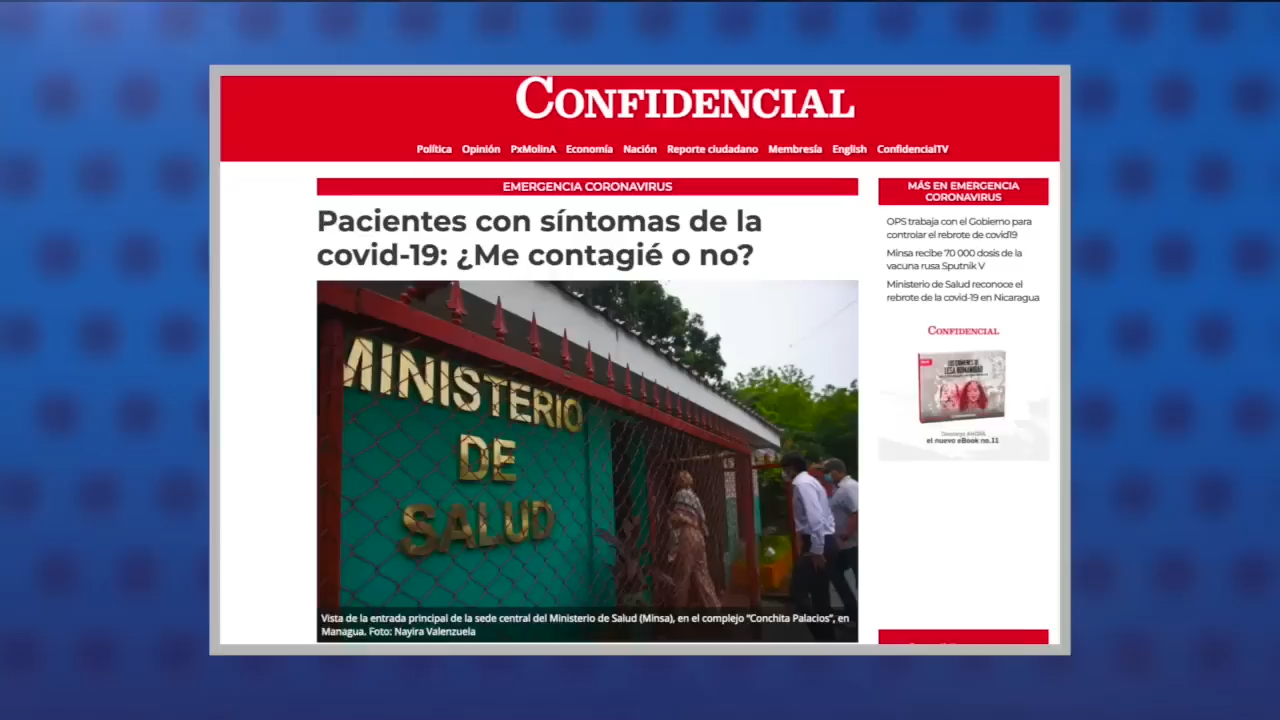 CONFIDENCIAL
Política Opinión PxMolinA Economía Nación Reporte ciudadano Membresía English ConfidencialTV
EMERGENCIA CORONAVIRUS
Pacientes con síntomas de la
covid-19: ¿Me contagié o no?
MINISTERIO
DE
SALUD
Vista de la entrada principal de la sede central del Ministerio de Salud (Minsa), en el complejo “Conchita Palacios”, en
Managua. Foto: Nayira Valenzuela
MÁS EN EMERGENCIA
CORONAVIRUS
OPS trabaja con el Gobierno para
controlar el rebrote de covid19
Minsa recibe 70 000 dosis de la
vacuna rusa Sputnik V
Ministerio de Salud reconoce el
rebrote de la covid-19 en Nicaragua
CONFIDENCIAL
LESA HUMANIDAD
Descarga AHORA,
el nuevo eBook no.11